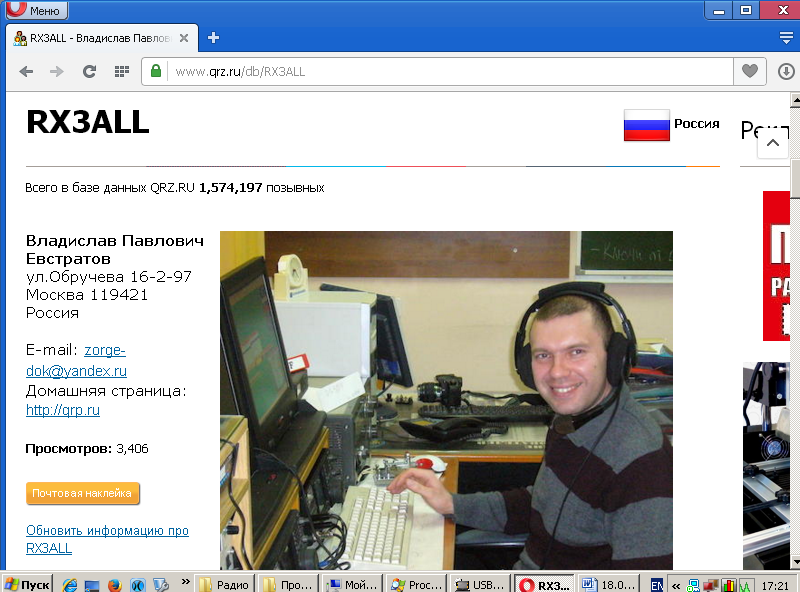 Меню
RX3ALL - Владислав Павлов
www.qrz.ru/db/RX3ALL
RX3ALL
Россия
Всего в базе данных QRZ.RU 1,574,197 позывных
Владислав Павлович
Евстратов
ул.Обручева 16-2-97
Москва 119421
Россия
E-mail: zorge-
dok@yandex.ru
Домашняя страница:
http://qrp.ru
Просмотров: 3,406
Почтовая наклейка
Обновить информацию про
RX3ALL
Пуск
»
Радио
Про...
Мой...
Proc...
USB...
RX3...
18.0...
EN
«
17:21